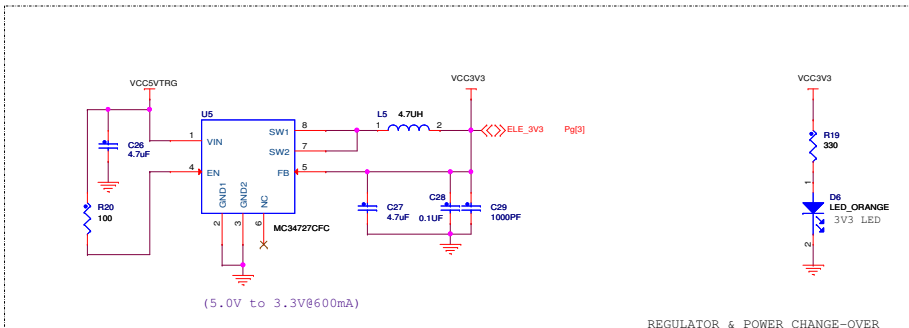 VCC5VTRG
VCC3V3
VCC3V3
U5
L5 4.7UH
1 2
ELE_3V3 Pg[3]
1 VIN
SW1 8
SW2 7
C26
4.7uF
4 EN
FB 5
R19
330
R20
100
GND1
GND2
NC
2
3
6
MC34727CFC
C27
4.7uF
C28
0.1UF
C29
1000PF
1
D6
LED_ORANGE
3V3 LED
2
(5.0V to 3.3V@600mA)
REGULATOR & POWER CHANGE-OVER